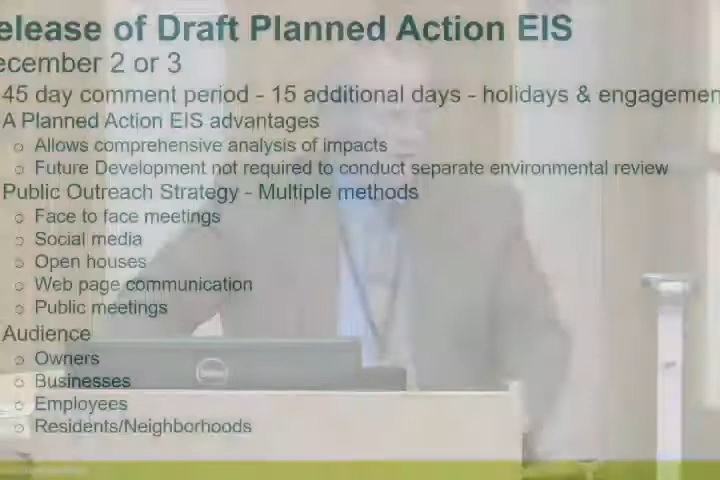 elease of Draft Planned Action EIS
ecember 2 or 3
45 day comment period - 15 additional days - holidays & engagemen
A Planned Action EIS advantages
Allows comprehensive analysis of impacts
Future Development not required to conduct separate environmental review
Public Outreach Strategy - Multiple methods
Face to face meetings
Social media
Open houses
Web page communication
Public meetings
Audience
Owners
DELL
Businesses
Employees
Residents/Neighborhoods